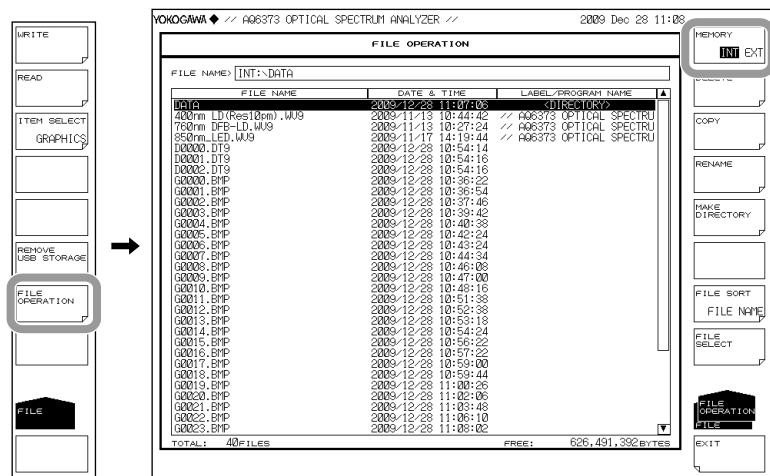 WRITE
READ
ITEM SELECT
GRAPHICS
REMOVE
USB STORAGE
FILE
OPERATION
FILE
YOKOGAWA ◆ // AQ6373 OPTICAL SPECTRUM ANALYZER // 2009 Dec 28 11:08
FILE OPERATION
FILE NAME> INT:\DATA
FILE NAME DATE & TIME LABEL/PROGRAM NAME
DATA 2009/12/28 11:07:06 <DIRECTORY>
400nm LD(Res10pm).WV9 2009/11/13 10:44:42 // AQ6373 OPTICAL SPECTRU
760nm DFB-LD.WV9 2009/11/13 10:27:24 // AQ6373 OPTICAL SPECTRU
850nm_LED.WV9 2009/11/17 14:19:44 // AQ6373 OPTICAL SPECTRU
D0000.DT9 2009/12/28 10:54:14
D0001.DT9 2009/12/28 10:54:16
D0002.DT9 2009/12/28 10:54:16
G0000.BMP 2009/12/28 10:36:22
G0001.BMP 2009/12/28 10:36:54
G0002.BMP 2009/12/28 10:37:46
G0003.BMP 2009/12/28 10:39:42
G0004.BMP 2009/12/28 10:40:38
G0005.BMP 2009/12/28 10:42:24
G0006.BMP 2009/12/28 10:43:24
G0007.BMP 2009/12/28 10:44:34
G0008.BMP 2009/12/28 10:46:08
G0009.BMP 2009/12/28 10:47:00
G0010.BMP 2009/12/28 10:48:16
G0011.BMP 2009/12/28 10:51:38
G0012.BMP 2009/12/28 10:52:38
G0013.BMP 2009/12/28 10:53:18
G0014.BMP 2009/12/28 10:54:24
G0015.BMP 2009/12/28 10:56:22
G0016.BMP 2009/12/28 10:57:22
G0017.BMP 2009/12/28 10:59:00
G0018.BMP 2009/12/28 10:59:44
G0019.BMP 2009/12/28 11:00:26
G0020.BMP 2009/12/28 11:02:06
G0021.BMP 2009/12/28 11:03:48
G0022.BMP 2009/12/28 11:06:10
G0023.BMP 2009/12/28 11:08:02
TOTAL: 40FILES FREE: 626,491,392BYTES
MEMORY
INT EXT
COPY
RENAME
MAKE
DIRECTORY
FILE SORT
FILE NAME
FILE
SELECT
FILE
OPERATION
FILE
EXIT